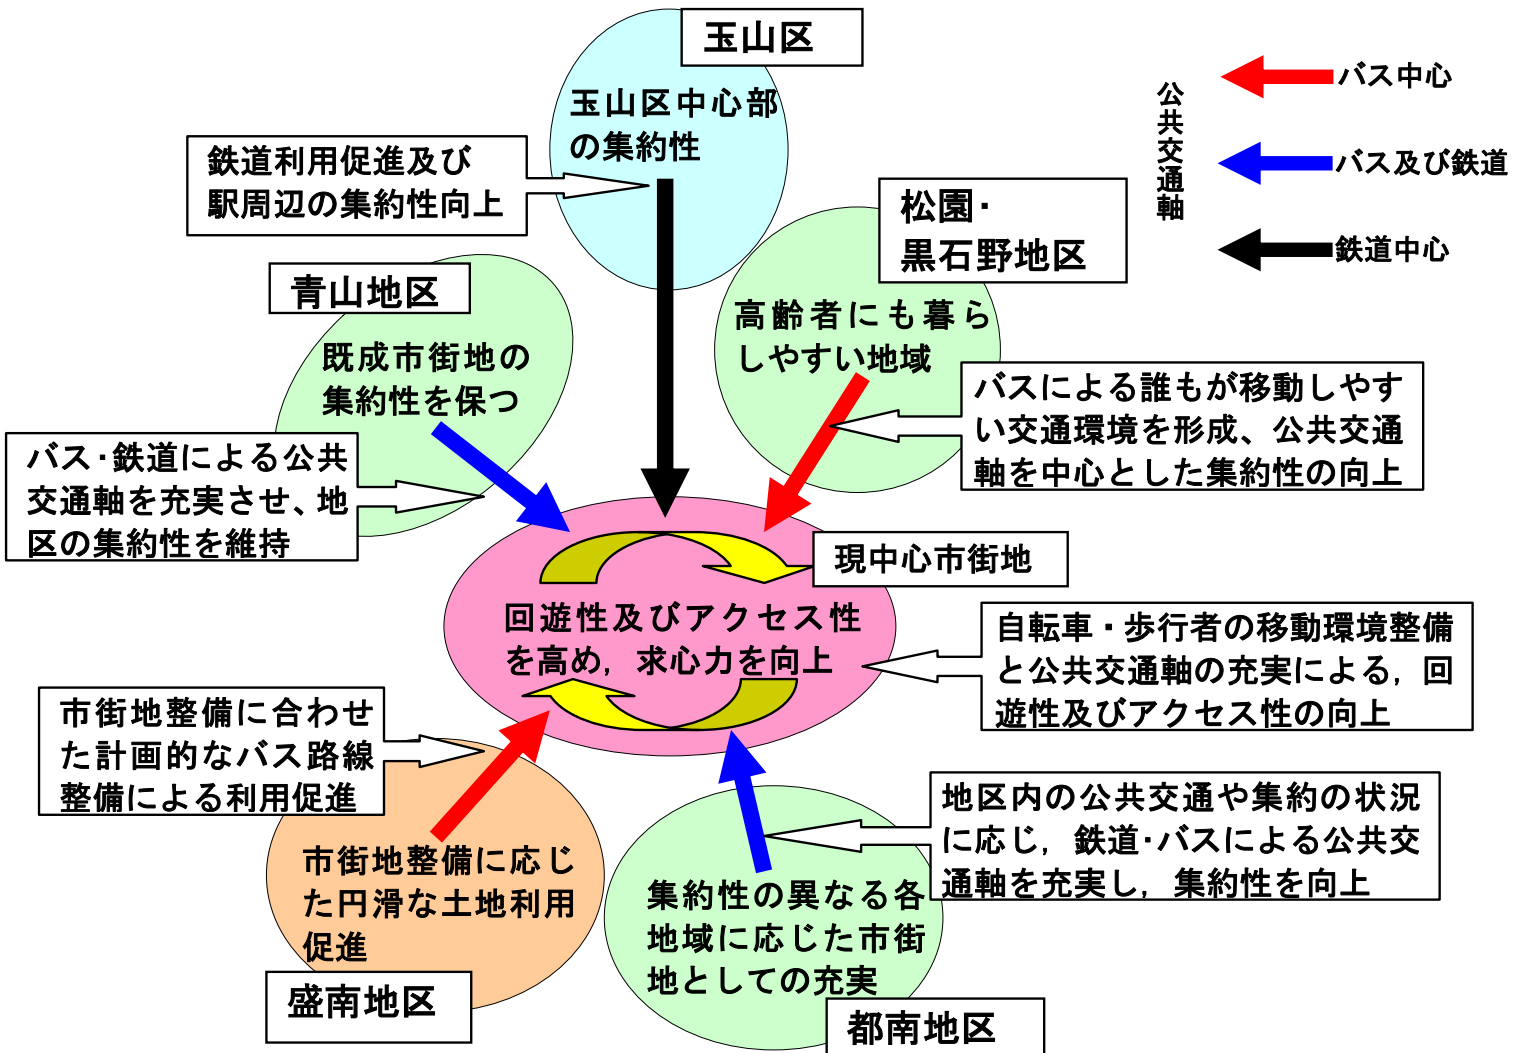 玉山区
玉山区中心部
の集約性
鉄道利用促進及び
駅周辺の集約性向上
公共交通軸
バス中心
バス及び鉄道
鉄道中心
松園・
黒石野地区
高齢者にも暮ら
しやすい地域
バスによる誰もが移動しやす
い交通環境を形成、公共交通
軸を中心とした集約性の向上
青山地区
既成市街地の
集約性を保つ
バス・鉄道による公共
交通軸を充実させ、地
区の集約性を維持
現中心市街地
回遊性及びアクセス性
を高め，求心力を向上
自転車・歩行者の移動環境整備
と公共交通軸の充実による，回
遊性及びアクセス性の向上
市街地整備に合わせ
た計画的なバス路線
整備による利用促進
市街地整備に応じ
た円滑な土地利用
促進
盛南地区
地区内の公共交通や集約の状況
に応じ，鉄道・バスによる公共交
通軸を充実し，集約性を向上
集約性の異なる各
地域に応じた市街
地としての充実
都南地区